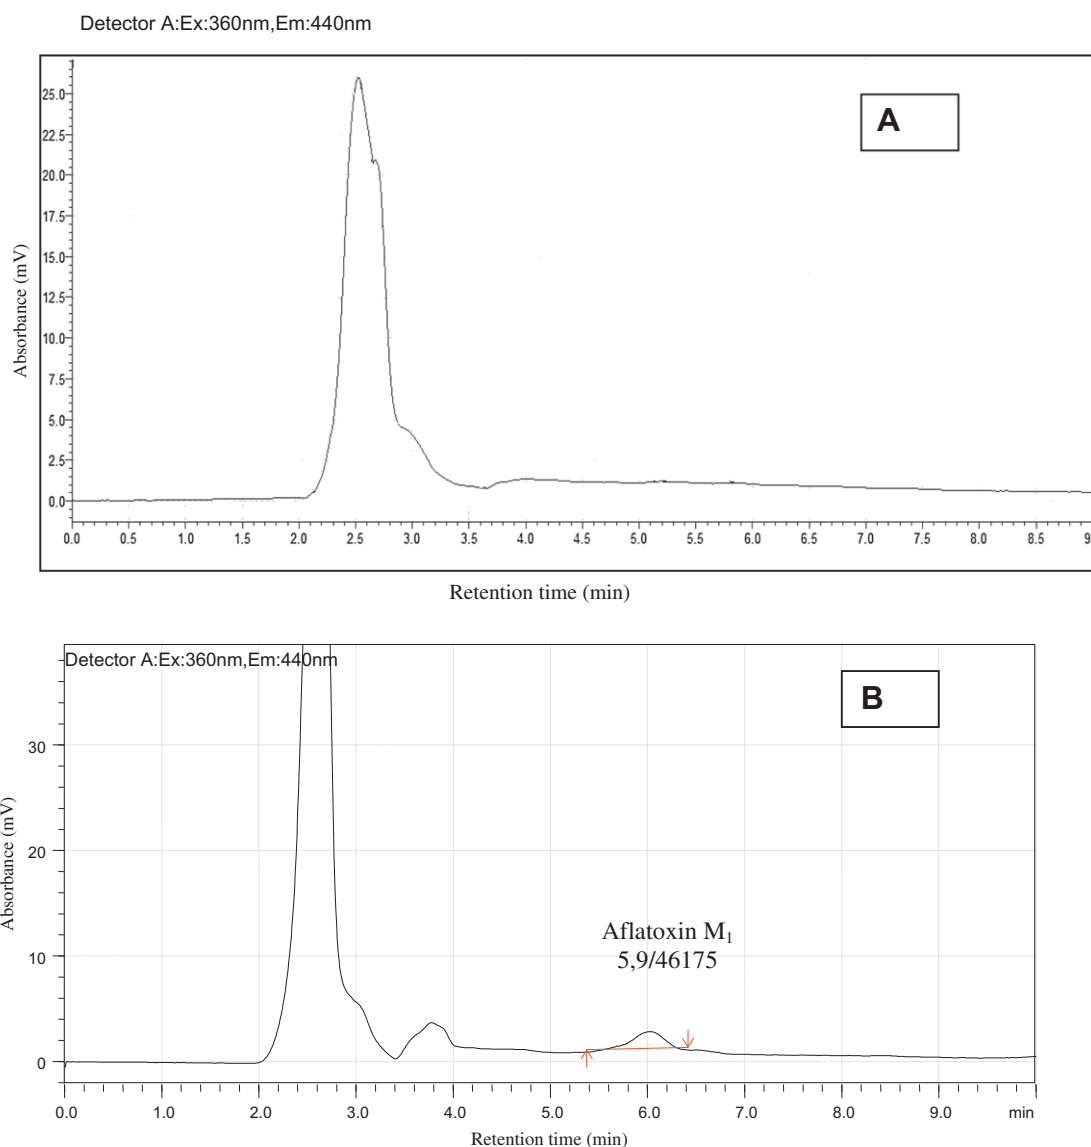 Detector A:Ex:360nm,Em:440nm
A
25.0
22.5
20.0
17.5
15.0
12.5
10.0
7.5
5.0
2.5
0.0
Absorbance (mV)
0.0 0.5 1.0 1.5 2.0 2.5 3.0 3.5 4.0 4.5 5.0 5.5 6.0 6.5 7.0 7.5 8.0 8.5 9
Retention time (min)
Detector A:Ex:360nm,Em:440nm
B
30
20
10
0
Absorbance (mV)
Aflatoxin M₁
5,9/46175
0.0 1.0 2.0 3.0 4.0 5.0 6.0 7.0 8.0 9.0 min
Retention time (min)